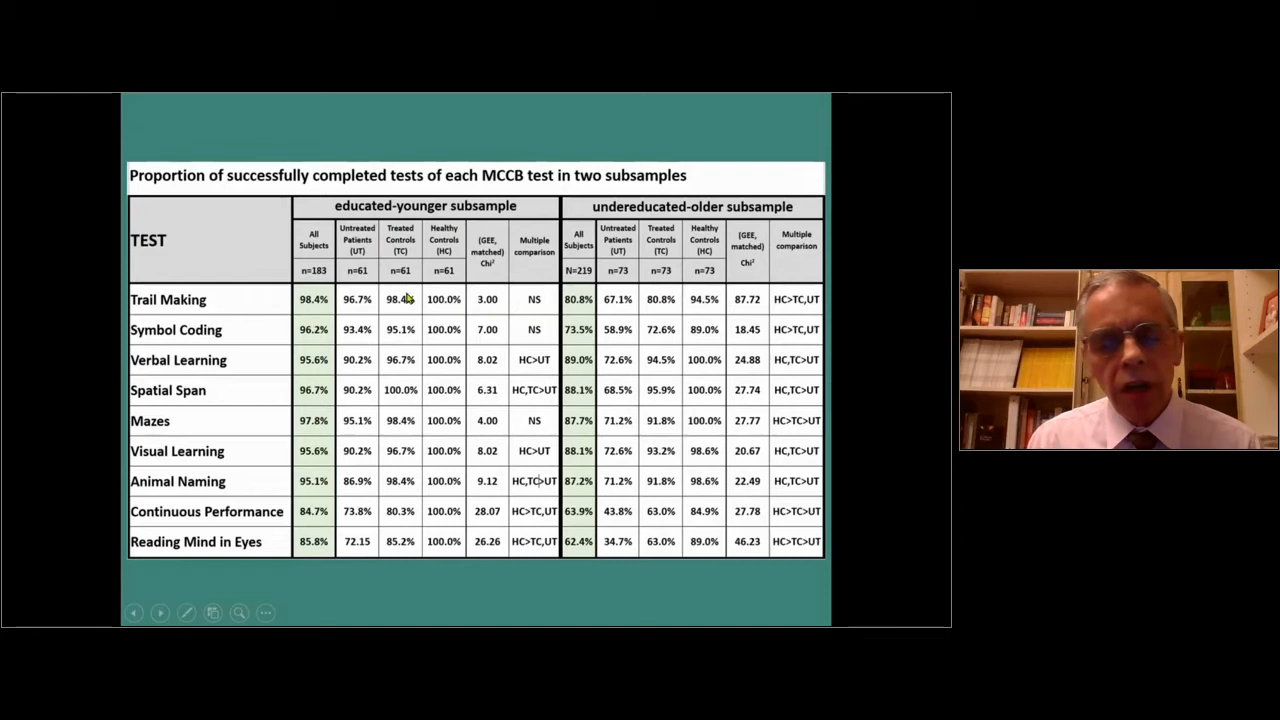 Proportion of successfully completed tests of each MCCB test in two subsamples
TEST educated-younger subsample undereducated-older subsample
All Subjects Untreated Patients (UT) Treated Controls (TC) Healthy Controls (HC) (GEE, matched) Chi² Multiple comparison All Subjects Untreated Patients (UT) Treated Controls (TC) Healthy Controls (HC) (GEE, matched) Chi² Multiple comparison
n=183 n=61 n=61 n=61 N=219 n=73 n=73 n=73
Trail Making 98.4% 96.7% 98.4% 100.0% 3.00 NS 80.8% 67.1% 80.8% 94.5% 87.72 HC>TC,UT
Symbol Coding 96.2% 93.4% 95.1% 100.0% 7.00 NS 73.5% 58.9% 72.6% 89.0% 18.45 HC>TC,UT
Verbal Learning 95.6% 90.2% 96.7% 100.0% 8.02 HC>UT 89.0% 72.6% 94.5% 100.0% 24.88 HC,TC>UT
Spatial Span 96.7% 90.2% 100.0% 100.0% 6.31 HC,TC>UT 88.1% 68.5% 95.9% 100.0% 27.74 HC,TC>UT
Mazes 97.8% 95.1% 98.4% 100.0% 4.00 NS 87.7% 71.2% 91.8% 100.0% 27.77 HC>TC>UT
Visual Learning 95.6% 90.2% 96.7% 100.0% 8.02 HC>UT 88.1% 72.6% 93.2% 98.6% 20.67 HC,TC>UT
Animal Naming 95.1% 86.9% 98.4% 100.0% 9.12 HC,TC>UT 87.2% 71.2% 91.8% 98.6% 22.49 HC,TC>UT
Continuous Performance 84.7% 73.8% 80.3% 100.0% 28.07 HC>TC,UT 63.9% 43.8% 63.0% 84.9% 27.78 HC>TC>UT
Reading Mind in Eyes 85.8% 72.15 85.2% 100.0% 26.26 HC>TC,UT 62.4% 34.7% 63.0% 89.0% 46.23 HC>TC>UT